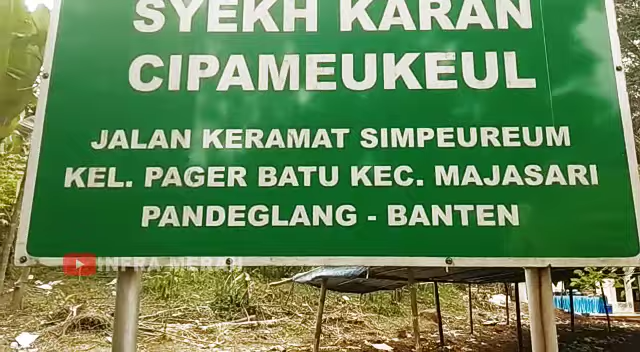 SYEKH KARAN
CIPAMEUKEUL
JALAN KERAMAT SIMPEUREUM
KEL. PAGER BATU KEC. MAJASARI
PANDEGLANG - BANTEN
INFRA MERAH